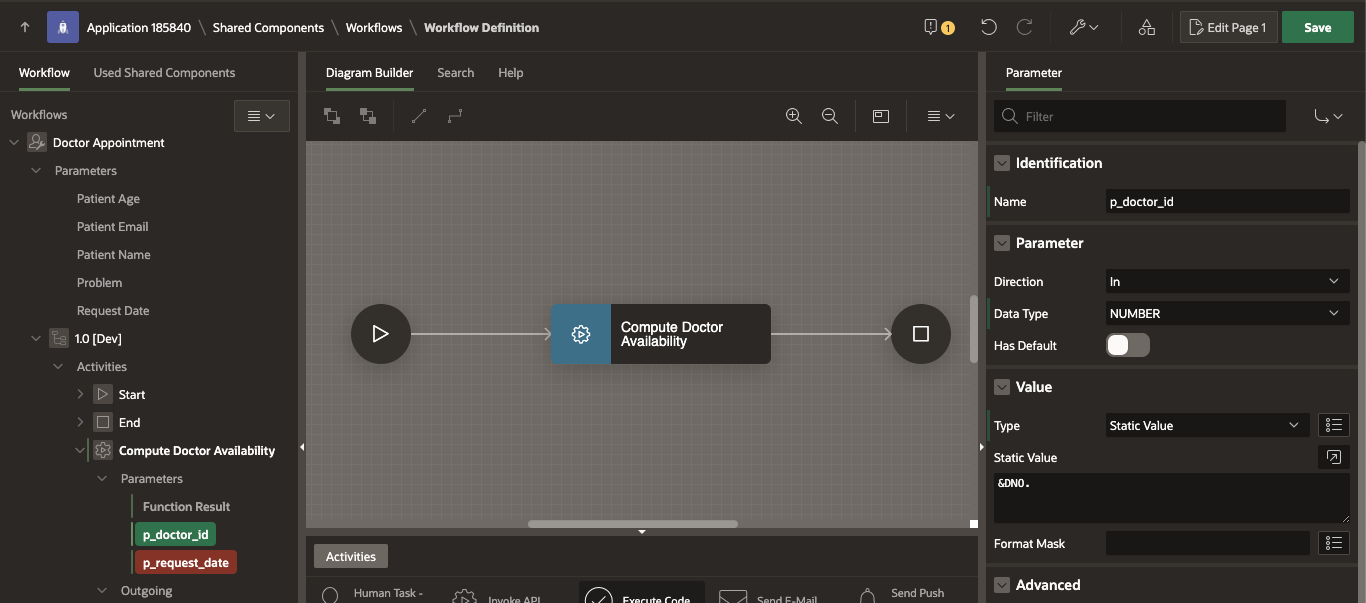 Application 185840 \ Shared Components \ Workflows \ Workflow Definition
1
Edit Page 1
Save
Workflow
Used Shared Components
Workflows
Doctor Appointment
Parameters
Patient Age
Patient Email
Patient Name
Problem
Request Date
1.0 [Dev]
Activities
Start
End
Compute Doctor Availability
Parameters
Function Result
p_doctor_id
p_request_date
Outgoing
Diagram Builder
Search
Help
Compute Doctor
Availability
Activities
Human Task -
Invoke API
Execute Code
Send E-Mail
Send Push
Parameter
Filter
Identification
Name
p_doctor_id
Parameter
Direction
In
Data Type
NUMBER
Has Default
Value
Type
Static Value
Static Value
&DNO.
Format Mask
Advanced